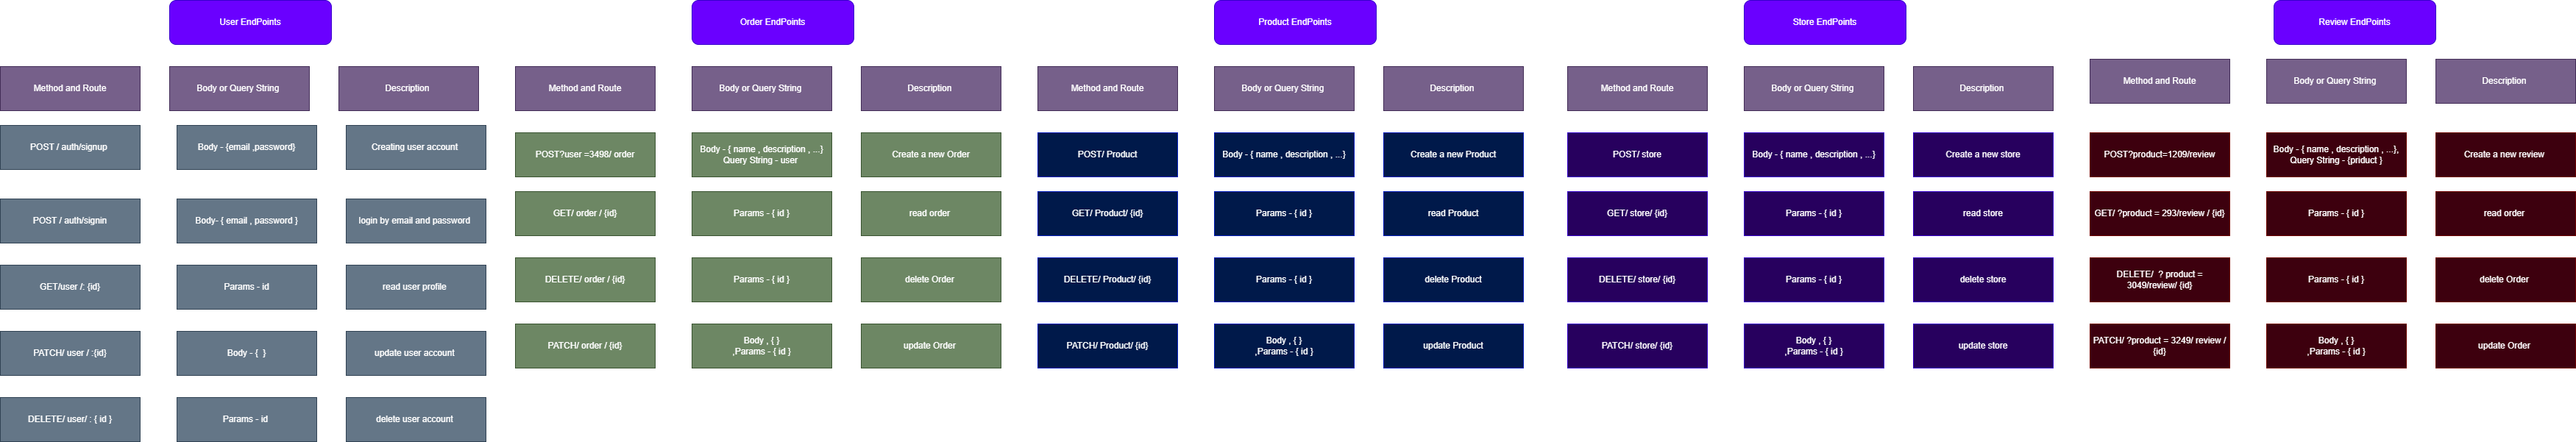 User EndPoints
Method and Route
Body or Query String
Description
POST / auth/signup
Body - {email ,password}
Creating user account
POST / auth/signin
Body- { email , password }
login by email and password
GET/user /: {id}
Params - id
read user profile
PATCH/ user / :{id}
Body - {  }
update user account
DELETE/ user/ : { id }
Params - id
delete user account
Order EndPoints
Method and Route
Body or Query String
Description
POST?user =3498/ order
Body - { name , description , ...}
Query String - user
Create a new Order
GET/ order / {id}
Params - { id }
read order
DELETE/ order / {id}
Params - { id }
delete Order
PATCH/ order / {id}
Body , { }
,Params - { id }
update Order
Product EndPoints
Method and Route
Body or Query String
Description
POST/ Product
Body - { name , description , ...}
Create a new Product
GET/ Product/ {id}
Params - { id }
read Product
DELETE/ Product/ {id}
Params - { id }
delete Product
PATCH/ Product/ {id}
Body , { }
,Params - { id }
update Product
Store EndPoints
Method and Route
Body or Query String
Description
POST/ store
Body - { name , description , ...}
Create a new store
GET/ store/ {id}
Params - { id }
read store
DELETE/ store/ {id}
Params - { id }
delete store
PATCH/ store/ {id}
Body , { }
,Params - { id }
update store
Review EndPoints
Method and Route
Body or Query String
Description
POST?product=1209/review
Body - { name , description , ...},
Query String - {priduct }
Create a new review
GET/ ?product = 293/review / {id}
Params - { id }
read order
DELETE/  ? product =
3049/review/ {id}
Params - { id }
delete Order
PATCH/ ?product = 3249/ review /
{id}
Body , { }
,Params - { id }
update Order